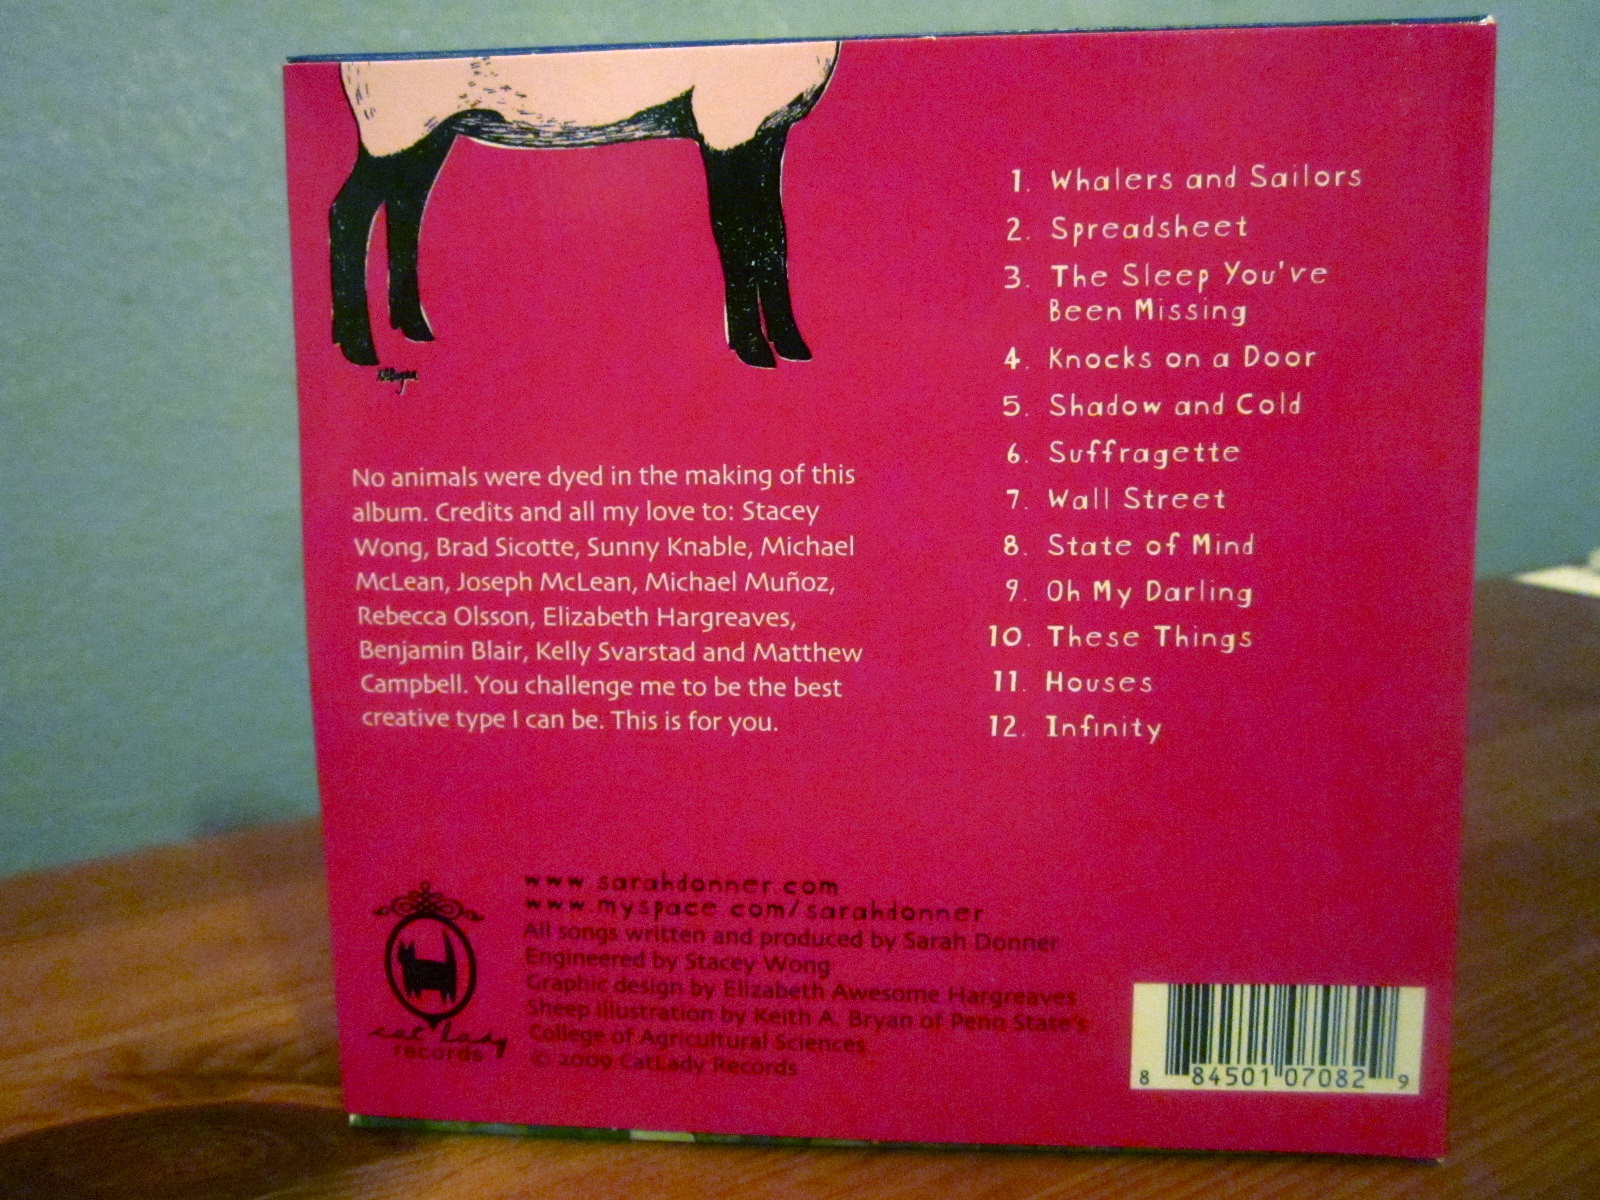 1. Whalers and Sailors
2. Spreadsheet
3. The Sleep You've
Been Missing
4. Knocks on a Door
5. Shadow and Cold
6. Suffragette
7. Wall Street
8. State of Mind
9. Oh My Darling
10. These Things
11. Houses
12. Infinity
No animals were dyed in the making of this
album. Credits and all my love to: Stacey
Wong, Brad Sicotte, Sunny Knable, Michael
McLean, Joseph McLean, Michael Muñoz,
Rebecca Olsson, Elizabeth Hargreaves,
Benjamin Blair, Kelly Svarstad and Matthew
Campbell. You challenge me to be the best
creative type I can be. This is for you.
www.sarahdonner.com
www.myspace.com/sarahdonner
All songs written and produced by Sarah Donner
Engineered by Stacey Wong
Graphic design by Elizabeth Awesome Hargreaves
Sheep illustration by Keith A. Bryan of Penn State's
College of Agricultural Sciences
© 2009 CatLady Records
cat lady
records
8 84501 07082 9